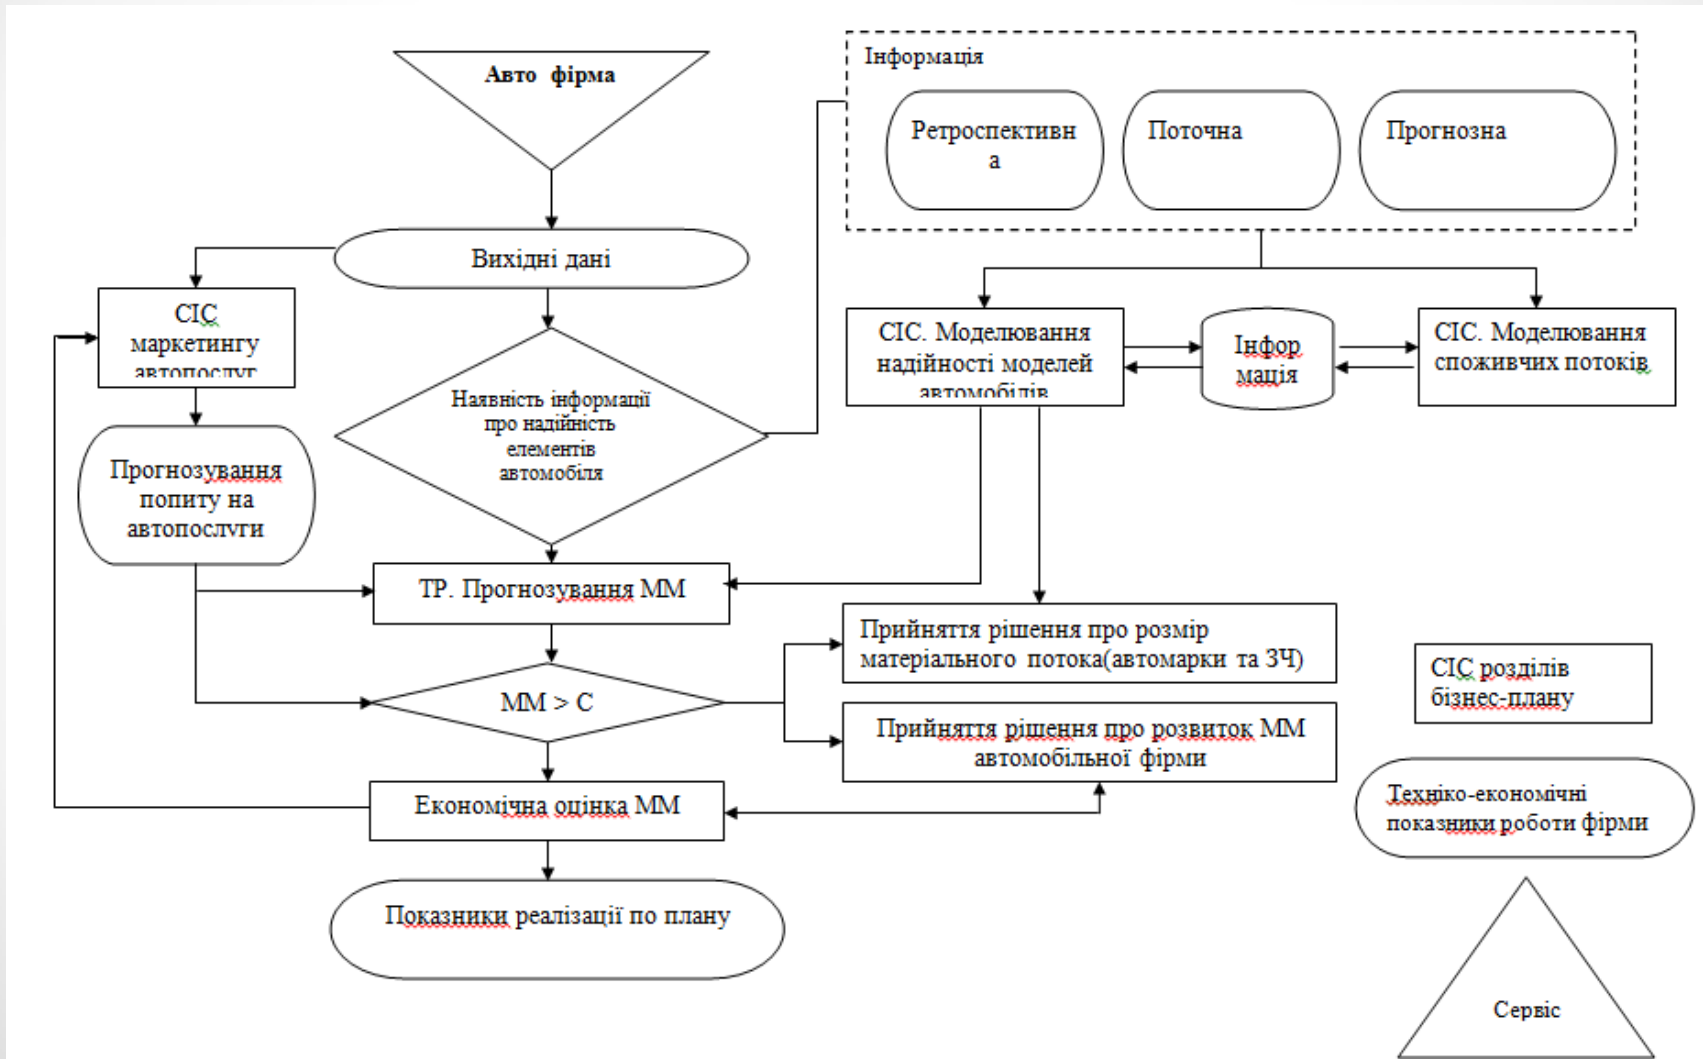 Авто фірма
Інформація
Ретроспективн
а
Поточна
Прогнозна
Вихідні дані
СІС
маркетингу
автопослуг
СІС. Моделювання
надійності моделей
автомобілів
Інфор
мація
СІС. Моделювання
споживчих потоків
Наявність інформації
про надійність
елементів
автомобіля
Прогнозування
попиту на
автопослуги
ТР. Прогнозування ММ
Прийняття рішення про розмір
матеріального потока(автомарки та ЗЧ)
ММ > С
Прийняття рішення про розвиток ММ
автомобільної фірми
СІС розділів
бізнес-плану
Економічна оцінка ММ
Техніко-економічні
показники роботи фірми
Показники реалізації по плану
Сервіс